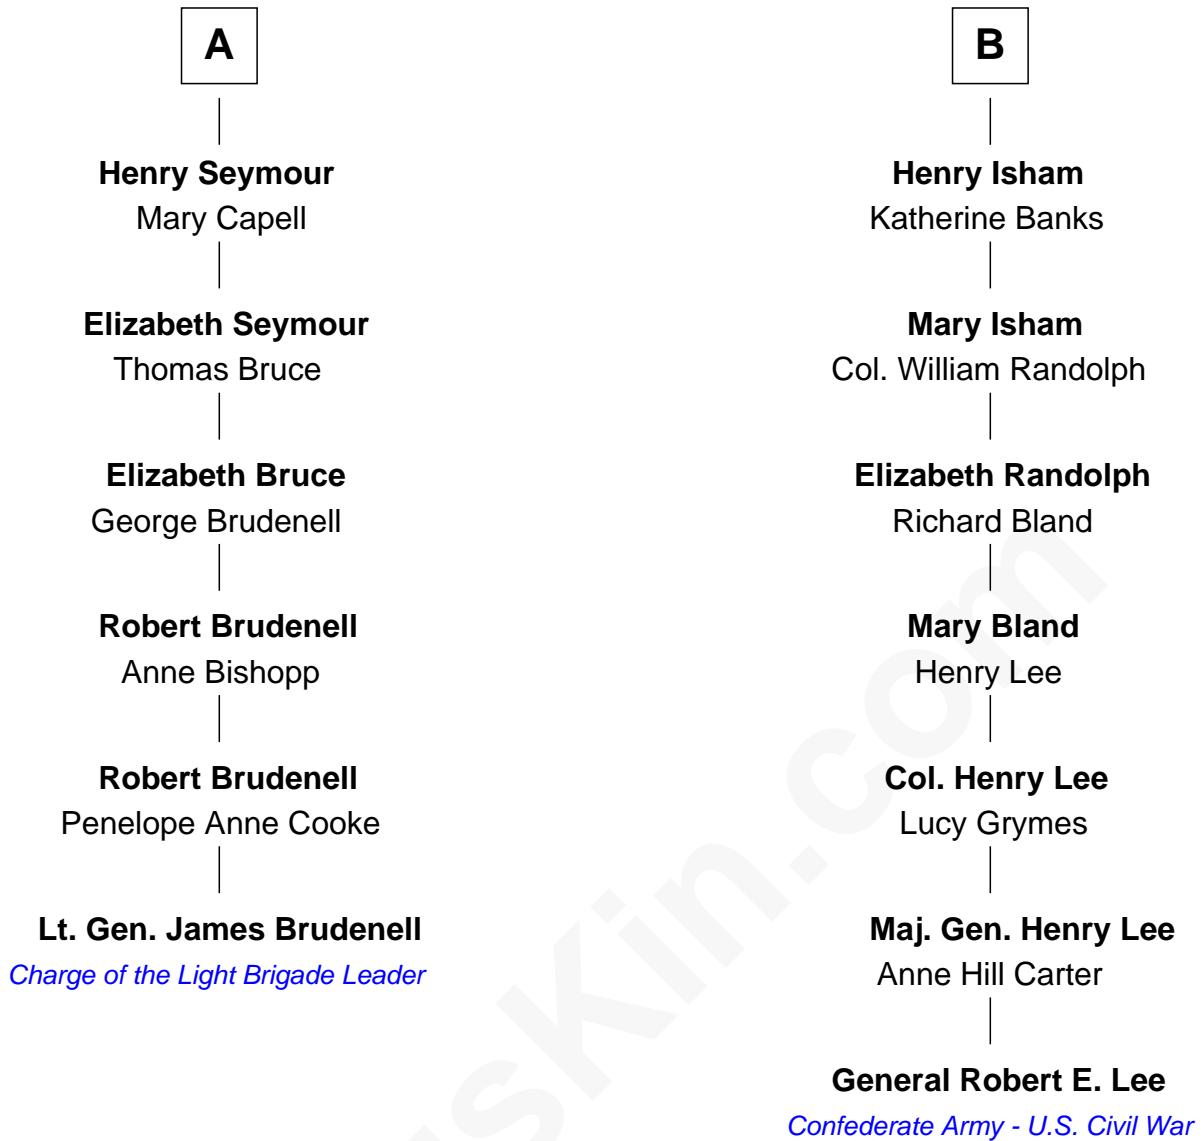 A
Henry Seymour
Mary Capell
Elizabeth Seymour
Thomas Bruce
Elizabeth Bruce
George Brudenell
Robert Brudenell
Anne Bishopp
Robert Brudenell
Penelope Anne Cooke
Lt. Gen. James Brudenell
Charge of the Light Brigade Leader
B
Henry Isham
Katherine Banks
Mary Isham
Col. William Randolph
Elizabeth Randolph
Richard Bland
Mary Bland
Henry Lee
Col. Henry Lee
Lucy Grymes
Maj. Gen. Henry Lee
Anne Hill Carter
General Robert E. Lee
Confederate Army - U.S. Civil War